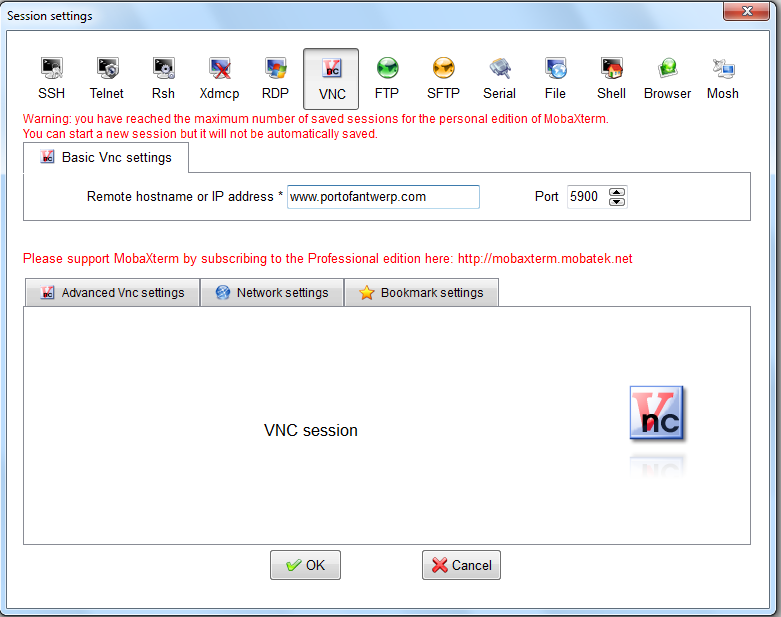 Session settings
SSH Telnet Rsh Xdmcp RDP VNC FTP SFTP Serial File Shell Browser Mosh
Warning: you have reached the maximum number of saved sessions for the personal edition of MobaXterm.
You can start a new session but it will not be automatically saved.
Basic Vnc settings
Remote hostname or IP address * www.portofantwerp.com Port 5900
Please support MobaXterm by subscribing to the Professional edition here: http://mobaxterm.mobatek.net
Advanced Vnc settings Network settings Bookmark settings
VNC session
Vnc
OK Cancel